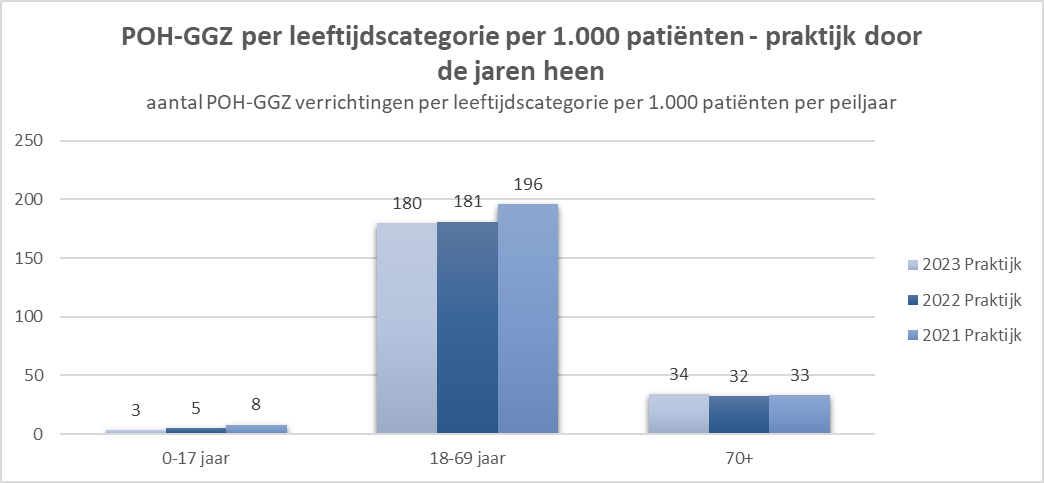 POH-GGZ per leeftijdscategorie per 1.000 patiënten - praktijk door
de jaren heen
aantal POH-GGZ verrichtingen per leeftijdscategorie per 1.000 patiënten per peiljaar
250
200
150
100
50
0
3
5
8
180
181
196
34
32
33
0-17 jaar
18-69 jaar
70+
2023 Praktijk
2022 Praktijk
2021 Praktijk